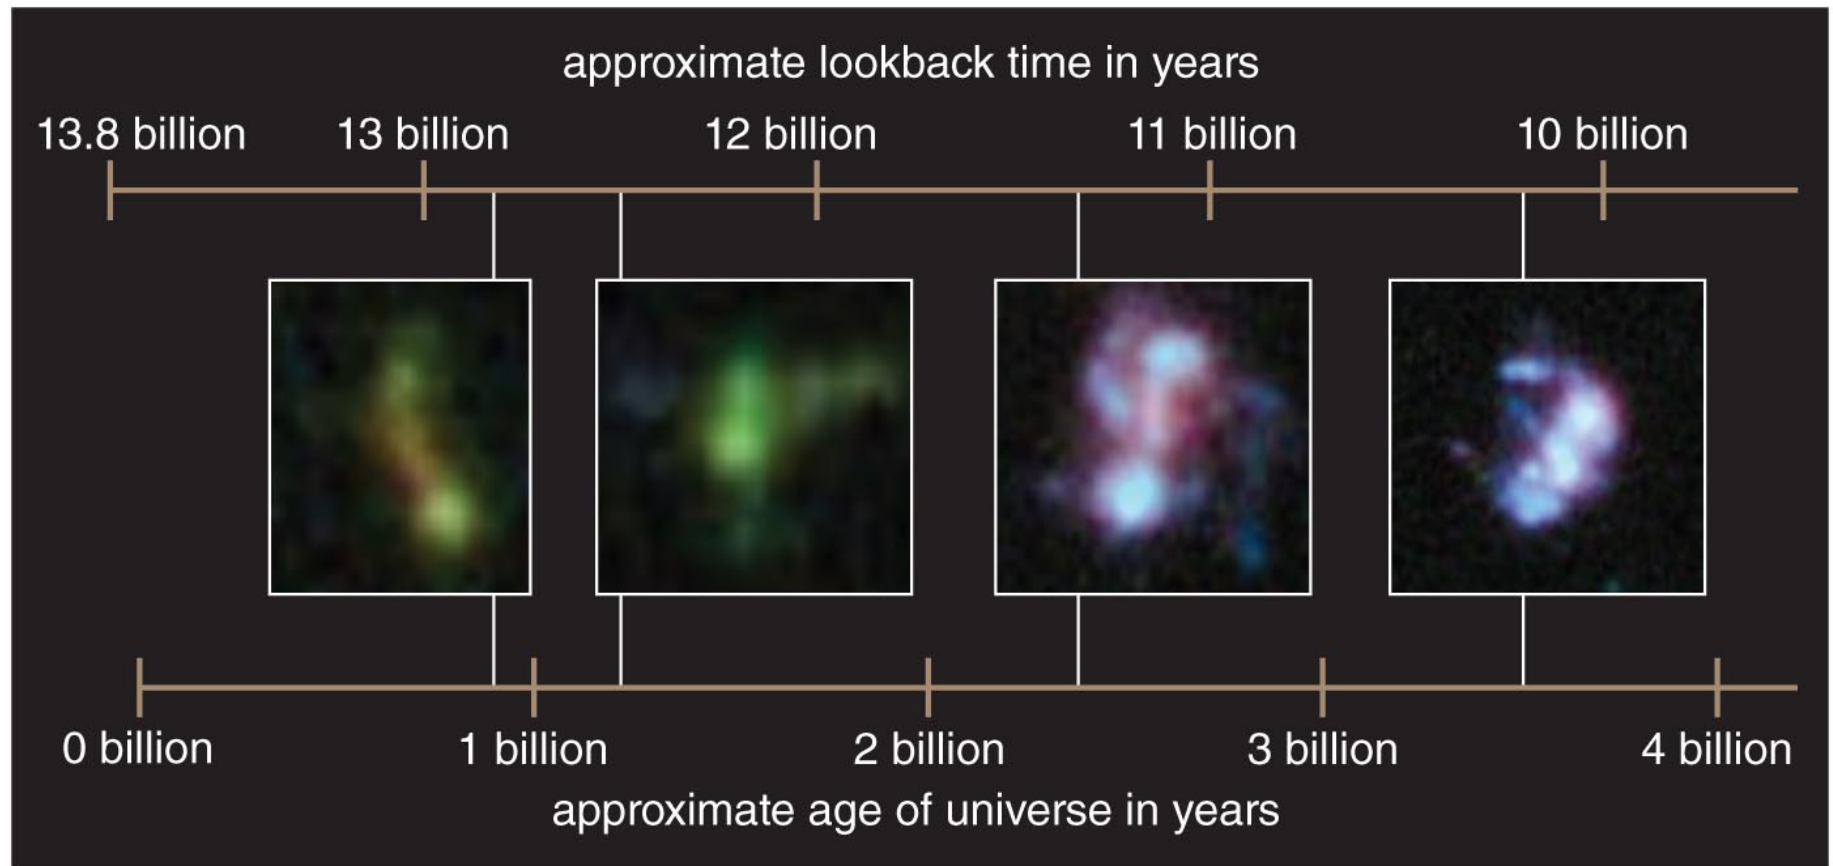 approximate lookback time in years
13.8 billion 13 billion 12 billion 11 billion 10 billion
0 billion 1 billion 2 billion 3 billion 4 billion
approximate age of universe in years